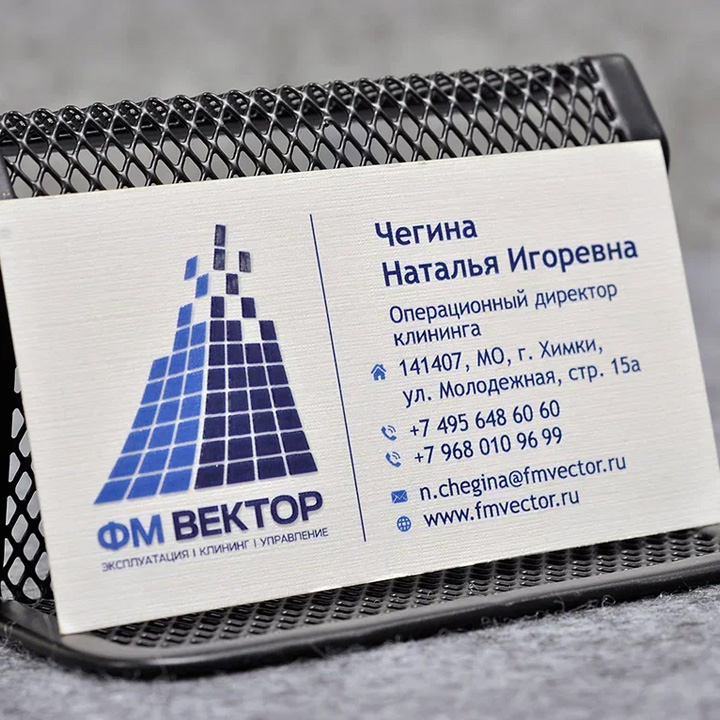 ФМ ВЕКТОР
ЭКСПЛУАТАЦИЯ | КЛИНИНГ | УПРАВЛЕНИЕ
Чегина
Наталья Игоревна
Операционный директор
клининга
141407, МО, г. Химки,
ул. Молодежная, стр. 15а
+7 495 648 60 60
+7 968 010 96 99
n.chegina@fmvector.ru
www.fmvector.ru